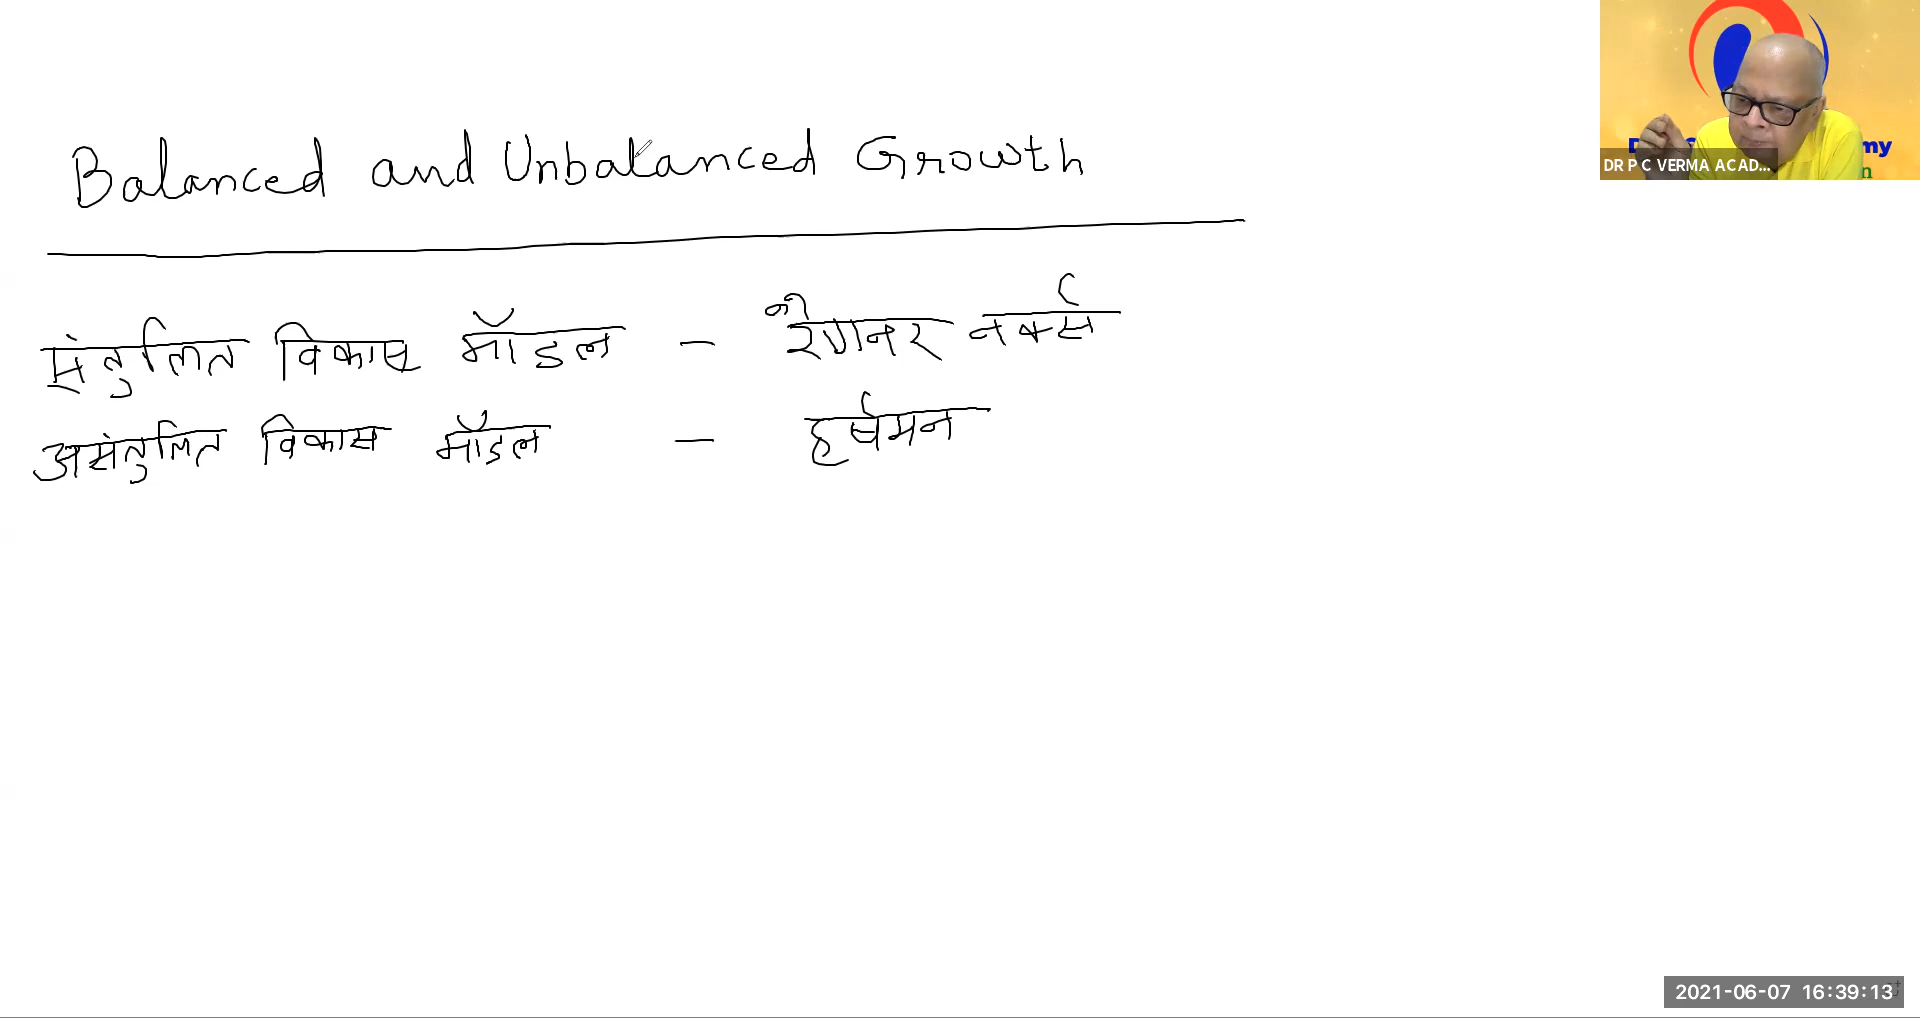 Balanced and Unbalanced Growth
संतुलित विकास मॉडल - रेगनर नर्क्स
असंतुलित विकास मॉडल - हर्षमन
DR P C VERMA ACAD...
my
n
2021-06-07 16:39:13